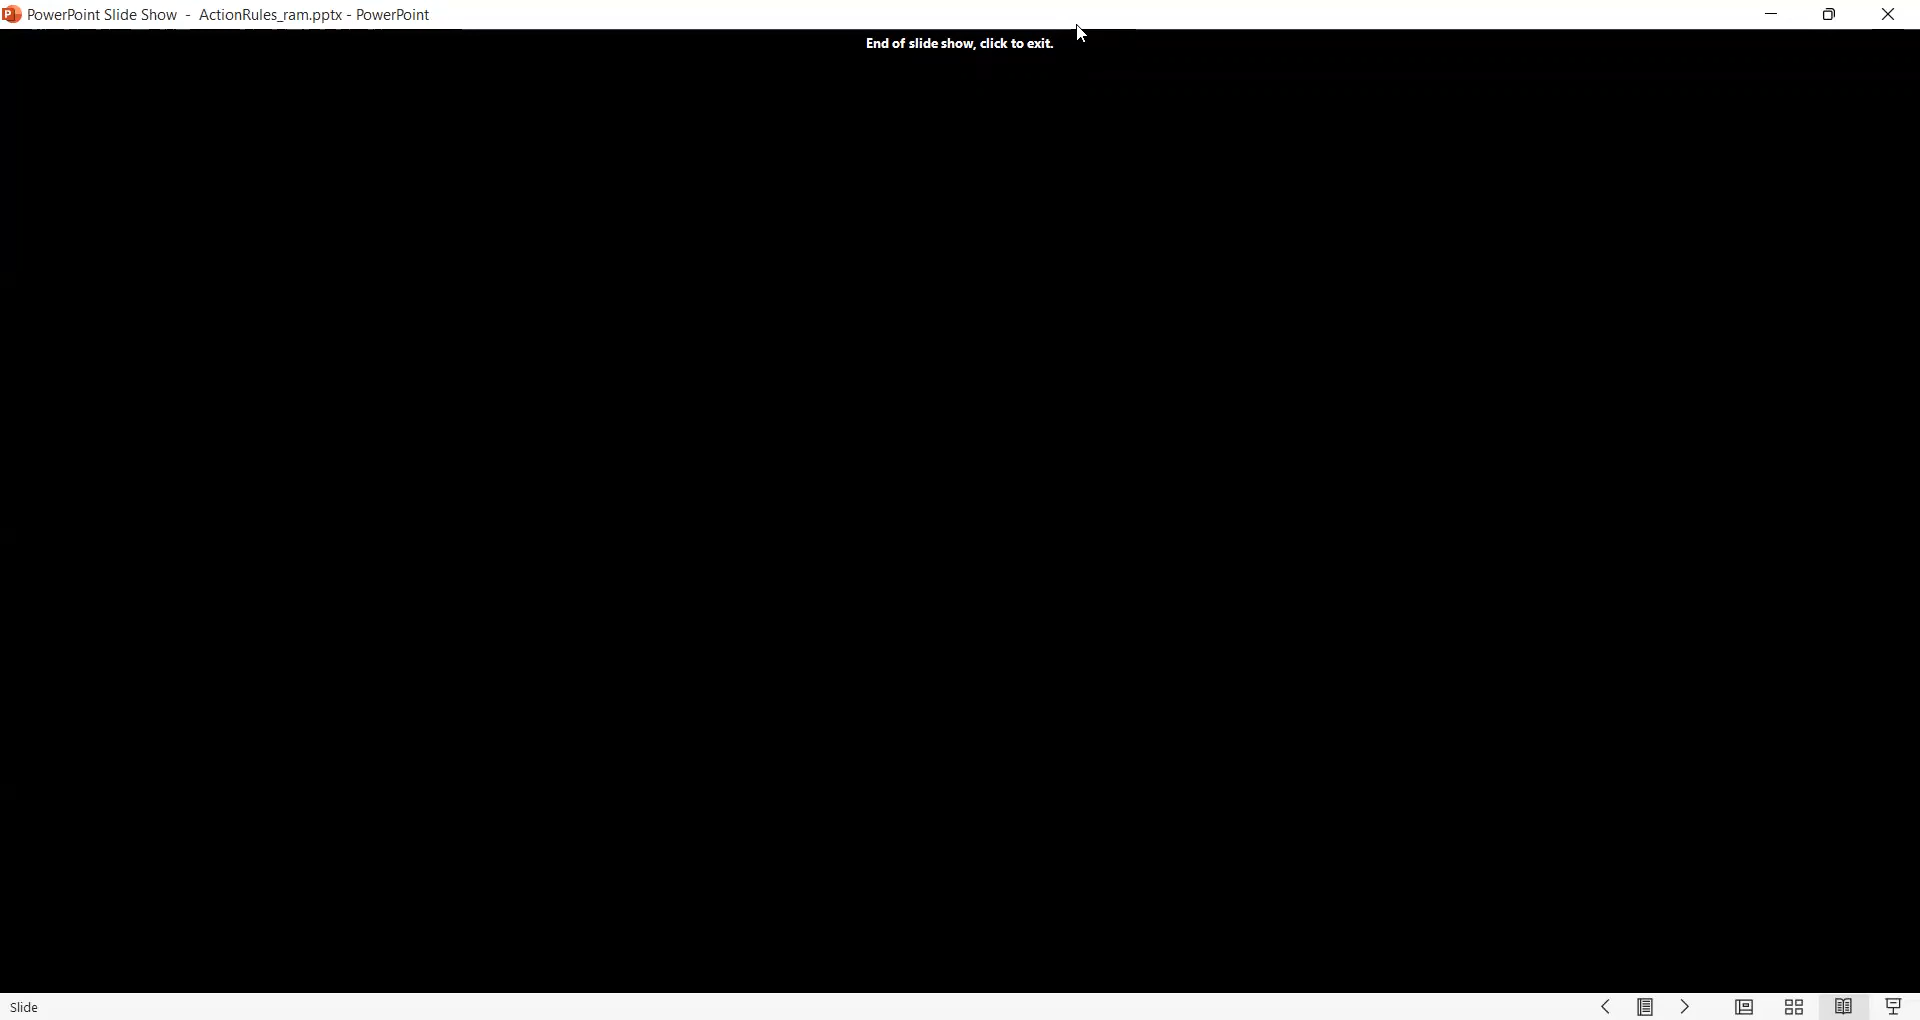 PowerPoint Slide Show - ActionRules_ram.pptx - PowerPoint
End of slide show, click to exit.
Slide